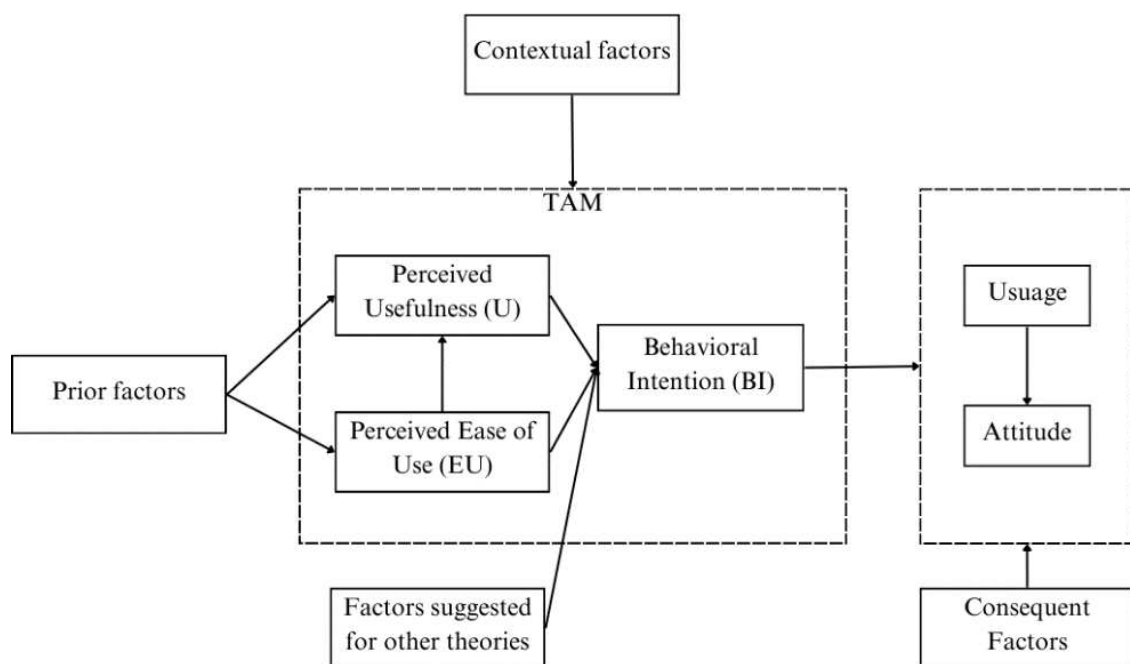 Contextual factors
TAM
Perceived
Usefulness (U)
Usuage
Behavioral
Intention (BI)
Prior factors
Perceived Ease of
Use (EU)
Attitude
Factors suggested
for other theories
Consequent
Factors